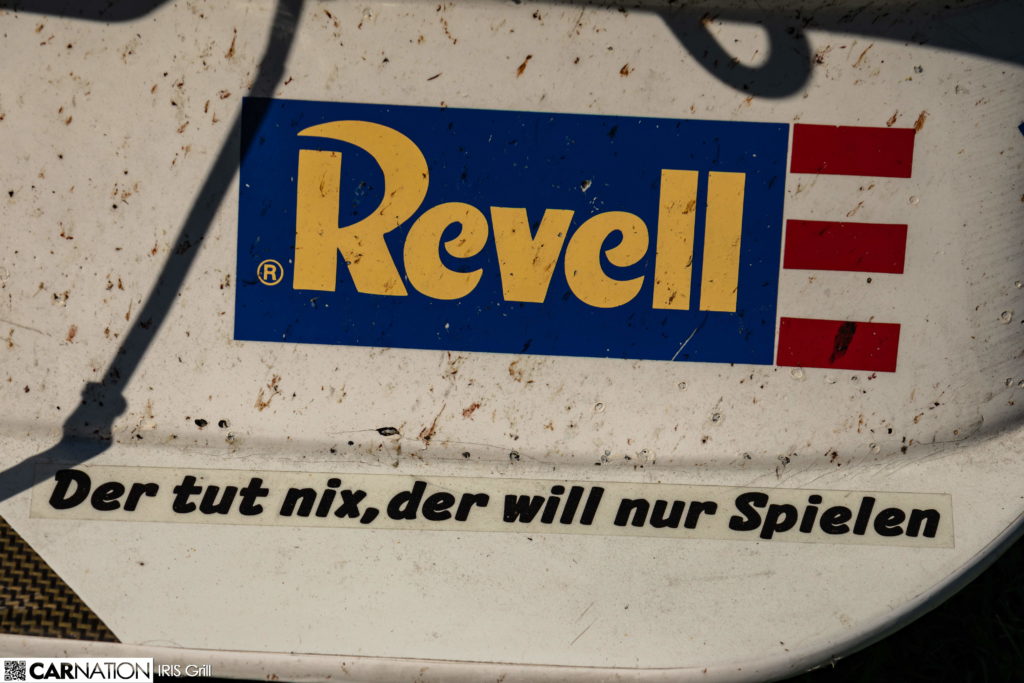 ® Revell
Der tut nix, der will nur Spielen
CARNATION IRIS Grill